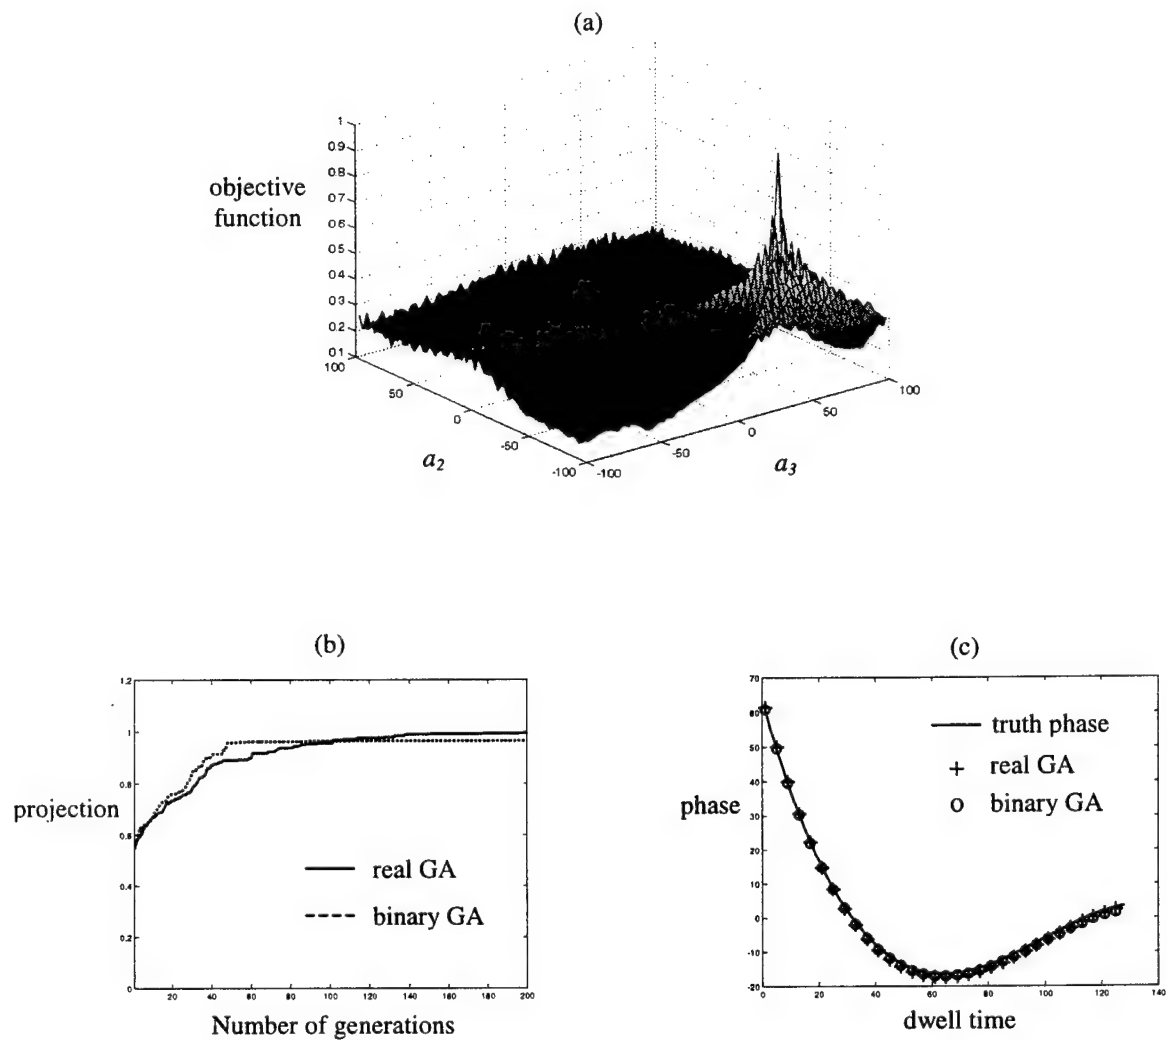 (a)
1
0.9
0.8
0.7
0.6
0.5
0.4
0.3
0.2
0.1
objective
function
100
50
0
-50
-100
a2
-100
-50
0
50
100
a3
(b)
1.2
1
0.8
0.6
0.4
0.2
0
projection
real GA
binary GA
20 40 60 80 100 120 140 160 180 200
Number of generations
(c)
70
60
50
40
30
20
10
0
-10
-20
phase
truth phase
+ real GA
o binary GA
0 20 40 60 80 100 120 140
dwell time